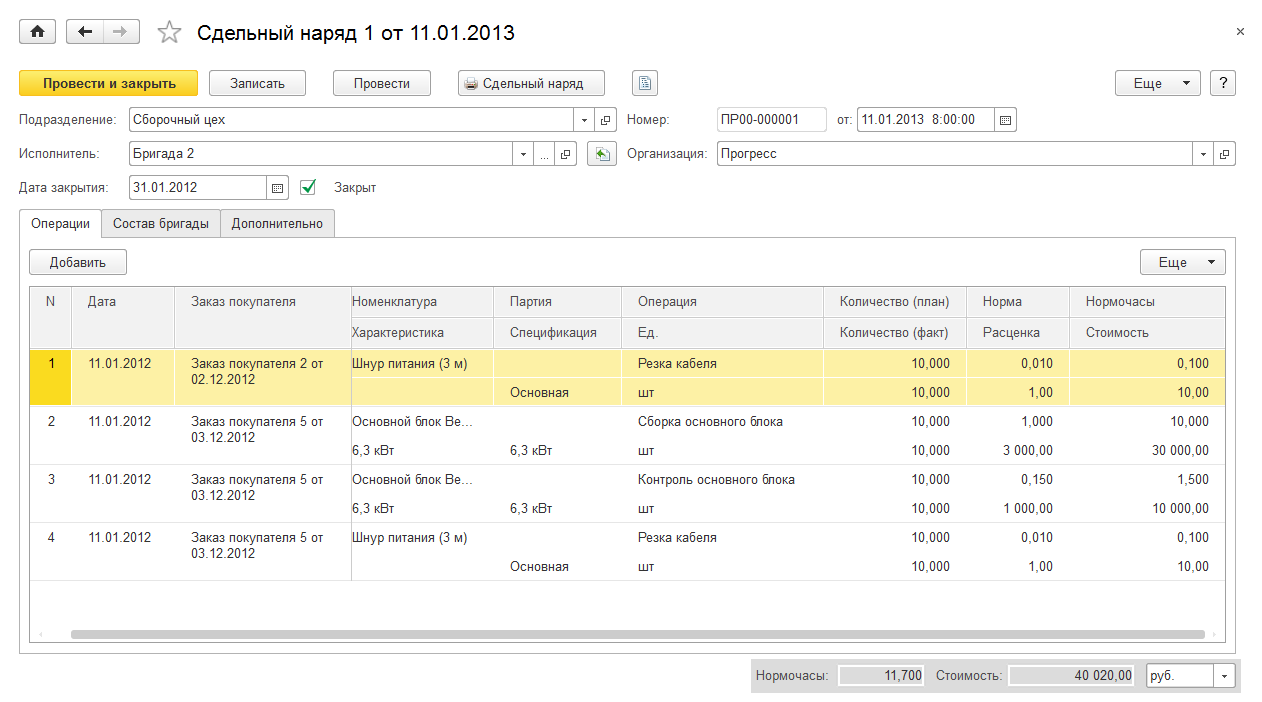 Сдельный наряд 1 от 11.01.2013 ×
Провести и закрыть Записать Провести Сдельный наряд Еще ?
Подразделение: Сборочный цех Номер: ПР00-000001 от: 11.01.2013 8:00:00
Исполнитель: Бригада 2 ... Организация: Прогресс
Дата закрытия: 31.01.2012 Закрыт
Операции Состав бригады Дополнительно
Добавить Еще
N Дата Заказ покупателя Номенклатура Партия Операция Количество (план) Норма Нормочасы
Характеристика Спецификация Ед. Количество (факт) Расценка Стоимость
1 11.01.2012 Заказ покупателя 2 от Шнур питания (3 м) Резка кабеля 10,000 0,010 0,100
02.12.2012
Основная шт 10,000 1,00 10,00
2 11.01.2012 Заказ покупателя 5 от Основной блок Ве... Сборка основного блока 10,000 1,000 10,000
03.12.2012
6,3 кВт 6,3 кВт шт 10,000 3 000,00 30 000,00
3 11.01.2012 Заказ покупателя 5 от Основной блок Ве... Контроль основного блока 10,000 0,150 1,500
03.12.2012
6,3 кВт 6,3 кВт шт 10,000 1 000,00 10 000,00
4 11.01.2012 Заказ покупателя 5 от Шнур питания (3 м) Резка кабеля 10,000 0,010 0,100
03.12.2012
Основная шт 10,000 1,00 10,00
Нормочасы: 11,700 Стоимость: 40 020,00 руб.